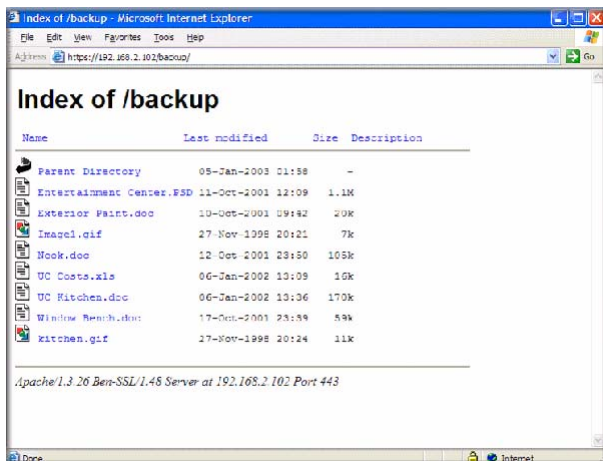 Index of /backup - Microsoft Internet Explorer
File Edit View Favorites Tools Help
Address https://192.168.2.102/backup/ Go
Index of /backup
Name Last modified Size Description
Parent Directory 05-Jan-2003 01:58 -
Entertainment Center.PSD 11-Oct-2001 12:09 1.1M
Exterior Paint.doc 10-Oct-2001 09:42 20k
Image1.gif 27-Nov-1998 20:21 7k
Nook.doc 12-Oct-2001 23:50 105k
UC Costs.xls 06-Jan-2002 13:09 16k
UC Kitchen.doc 06-Jan-2002 13:36 170k
Window Bench.doc 17-Oct-2001 23:39 59k
kitchen.gif 27-Nov-1998 20:24 11k
Apache/1.3.26 Ben-SSL/1.48 Server at 192.168.2.102 Port 443
Done Internet